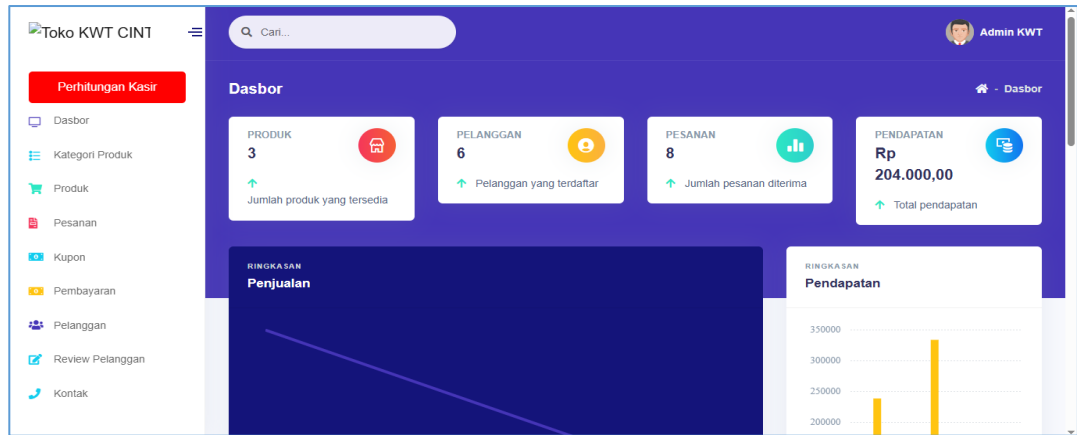 Toko KWT CINT
Perhitungan Kasir
Dasbor
Kategori Produk
Produk
Pesanan
Kupon
Pembayaran
Pelanggan
Review Pelanggan
Kontak
Cari...
Admin KWT
Dasbor
- Dasbor
PRODUK
3
Jumlah produk yang tersedia
PELANGGAN
6
Pelanggan yang terdaftar
PESANAN
8
Jumlah pesanan diterima
PENDAPATAN
Rp
204.000,00
Total pendapatan
RINGKASAN
Penjualan
RINGKASAN
Pendapatan
350000
300000
250000
200000